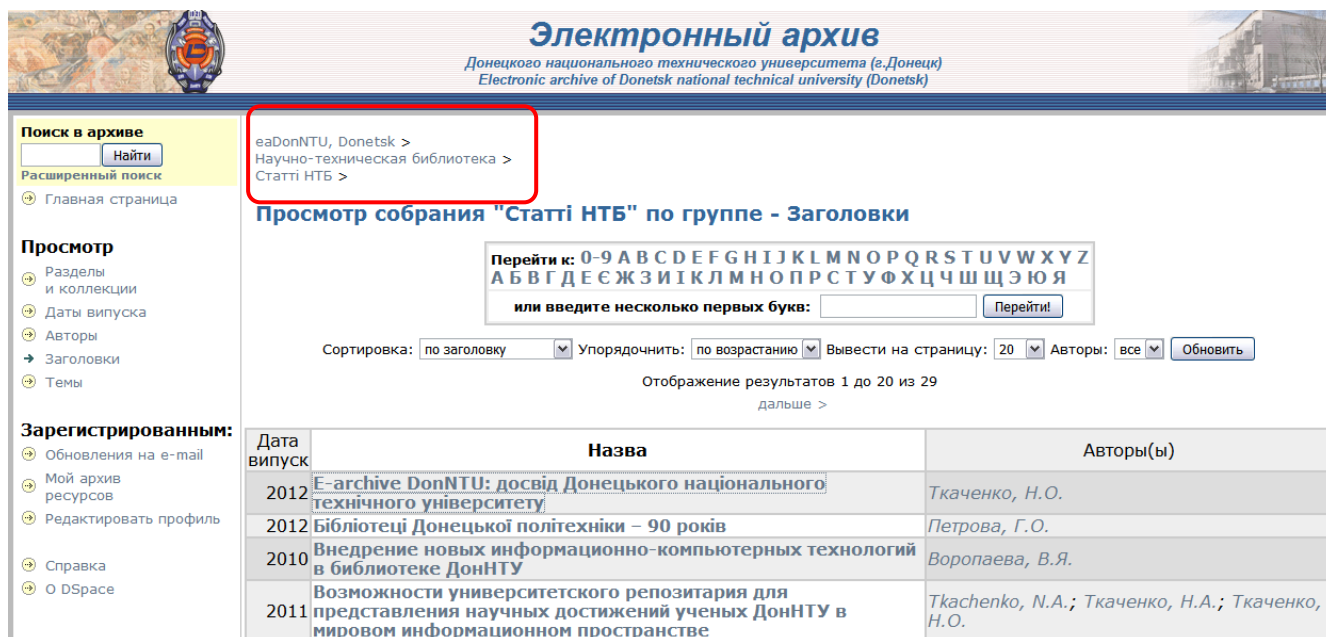 Электронный архив
Донецкого национального технического университета (г.Донецк)
Electronic archive of Donetsk national technical university (Donetsk)
Поиск в архиве
Найти
Расширенный поиск
Главная страница
Просмотр
Разделы
и коллекции
Даты випуска
Авторы
Заголовки
Темы
Зарегистрированным:
Обновления на e-mail
Мой архив
ресурсов
Редактировать профиль
Справка
О DSpace
eaDonNTU, Donetsk >
Научно-техническая библиотека >
Статті НТБ >
Просмотр собрания "Статті НТБ" по группе - Заголовки
Перейти к: 0-9 A B C D E F G H I J K L M N O P Q R S T U V W X Y Z
А Б В Г Д Е Є Ж З И І К Л М Н О П Р С Т У Ф Х Ц Ч Ш Щ Э Ю Я
или введите несколько первых букв: Перейти!
Сортировка: по заголовку Упорядочнить: по возрастанию Вывести на страницу: 20 Авторы: все Обновить
Отображение результатов 1 до 20 из 29
дальше >
Дата
випуск Назва Авторы(ы)
2012 E-archive DonNTU: досвід Донецького національного
технічного університету Ткаченко, Н.О.
2012 Бібліотеці Донецької політехніки – 90 років Петрова, Г.О.
2010 Внедрение новых информационно-компьютерных технологий
в библиотеке ДонНТУ Воропаева, В.Я.
2011 Возможности университетского репозитария для
представления научных достижений ученых ДонНТУ в
мировом информационном пространстве Tkachenko, N.A.; Ткаченко, Н.А.; Ткаченко,
Н.О.